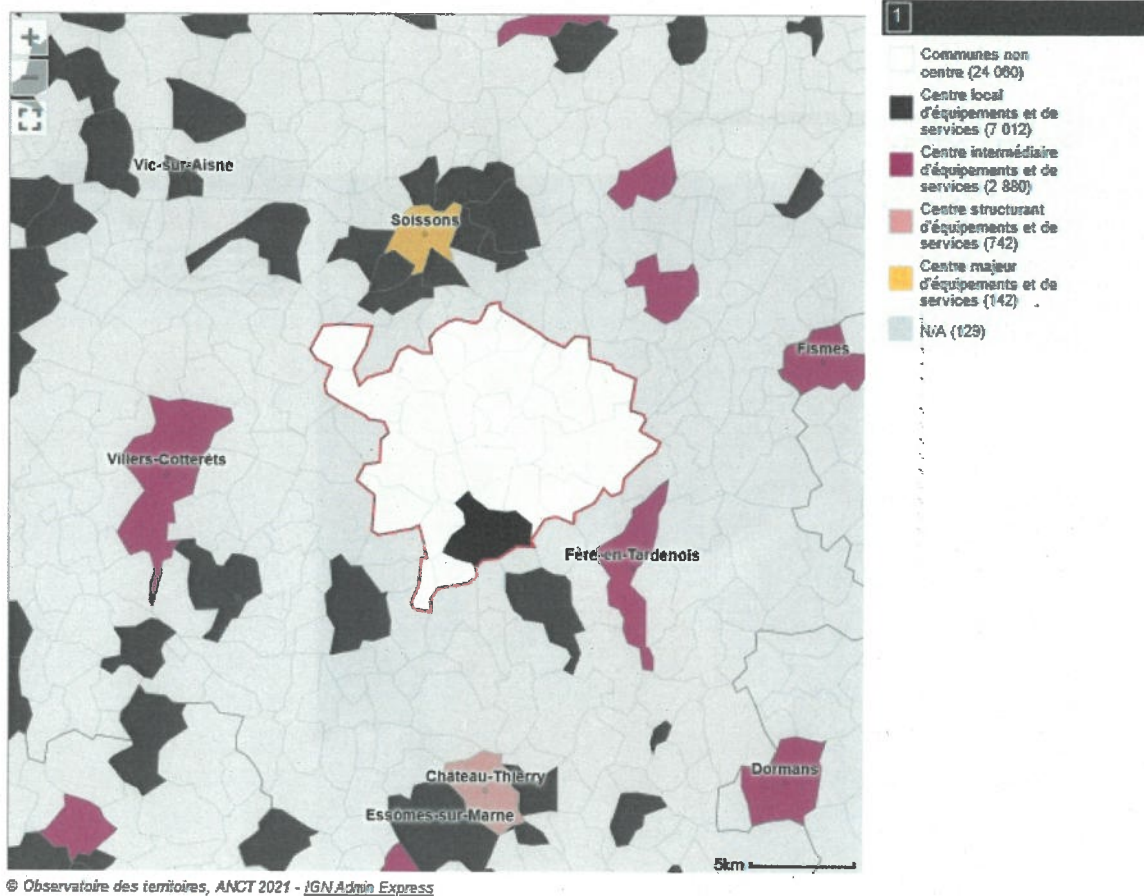 +
−
Vic-sur-Aisne
Soissons
Fismes
Villers-Cotterêts
Fère-en-Tardenois
Château-Thierry
Essômes-sur-Marne
Dormans
5km
© Observatoire des territoires, ANCT 2021 - IGN Admin Express
1
Communes non
centre (24 060)
Centre local
d'équipements et de
services (7 012)
Centre intermédiaire
d'équipements et de
services (2 880)
Centre structurant
d'équipements et de
services (742)
Centre majeur
d'équipements et de
services (142)
N/A (129)